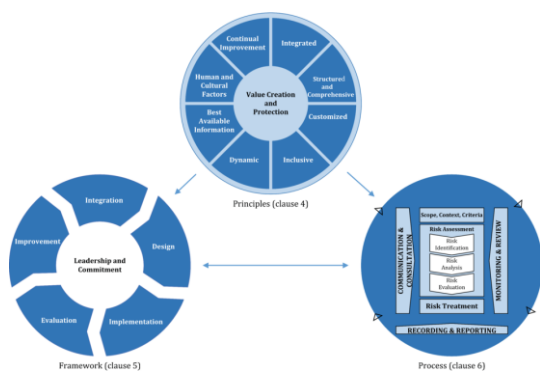 Continual
Improvement
Integrated
Human and
Cultural
Factors
Structured
and
Comprehensive
Value Creation
and
Protection
Best
Available
Information
Customized
Dynamic
Inclusive
Principles (clause 4)
Integration
Improvement
Design
Leadership and
Commitment
Evaluation
Implementation
Framework (clause 5)
Scope, Context, Criteria
Risk Assessment
Risk
Identification
Risk
Analysis
Risk
Evaluation
Risk Treatment
COMMUNICATION &
CONSULTATION
MONITORING & REVIEW
RECORDING & REPORTING
Process (clause 6)